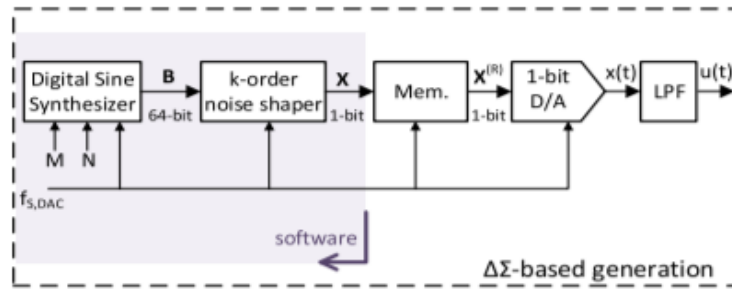 Digital Sine
Synthesizer
B
64-bit
k-order
noise shaper
X
1-bit
Mem.
X(R)
1-bit
1-bit
D/A
x(t)
LPF
u(t)
M
N
fS,DAC
software
ΔΣ-based generation